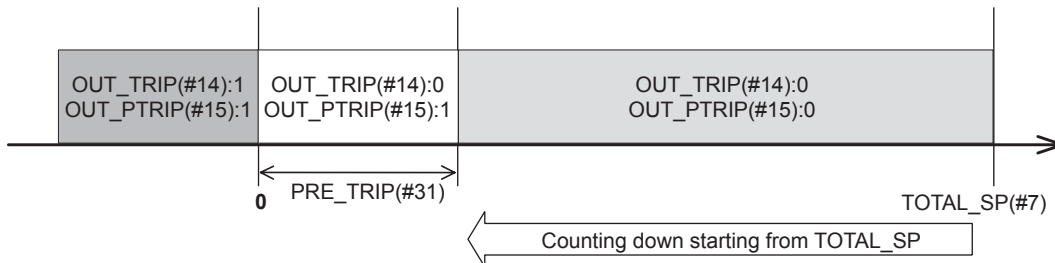 OUT_TRIP(#14):1
OUT_PTRIP(#15):1
OUT_TRIP(#14):0
OUT_PTRIP(#15):1
OUT_TRIP(#14):0
OUT_PTRIP(#15):0
PRE_TRIP(#31)
0
TOTAL_SP(#7)
Counting down starting from TOTAL_SP